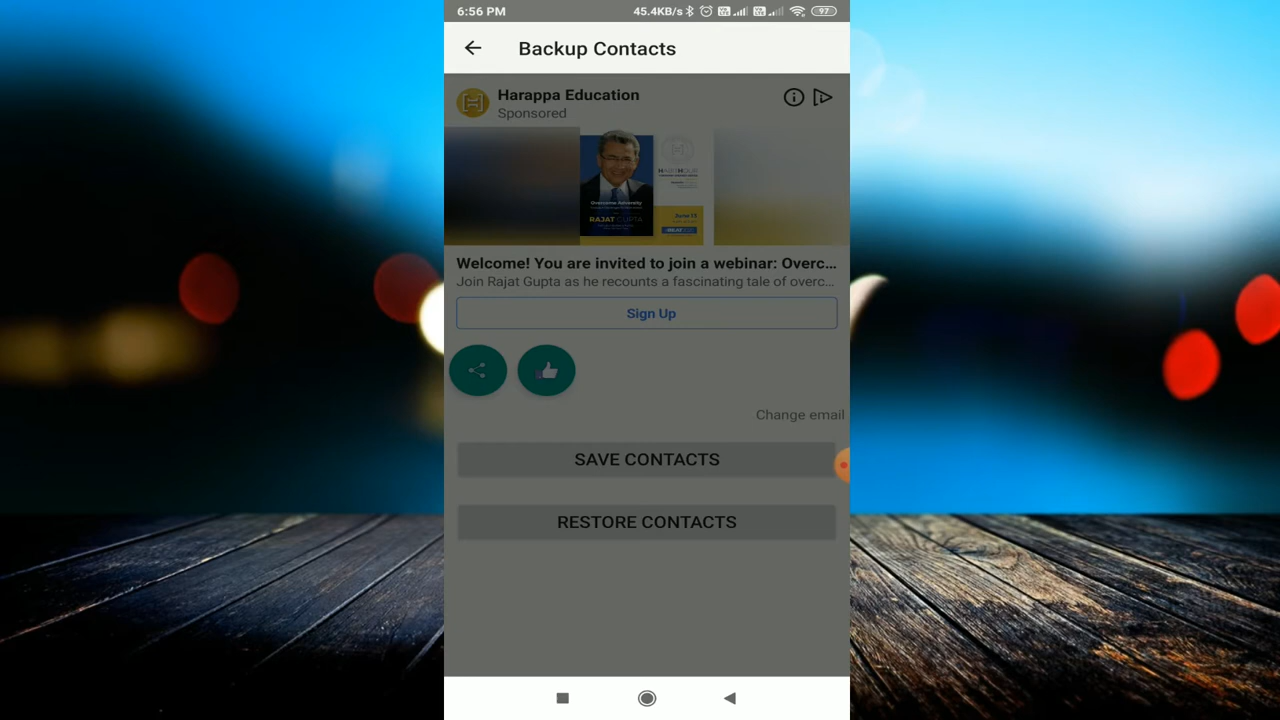 6:56 PM
45.4KB/s
97
Backup Contacts
Harappa Education
Sponsored
Overcome Adversity
RAJAT GUPTA
June 13
Welcome! You are invited to join a webinar: Overc...
Join Rajat Gupta as he recounts a fascinating tale of overc...
Sign Up
Change email
SAVE CONTACTS
RESTORE CONTACTS